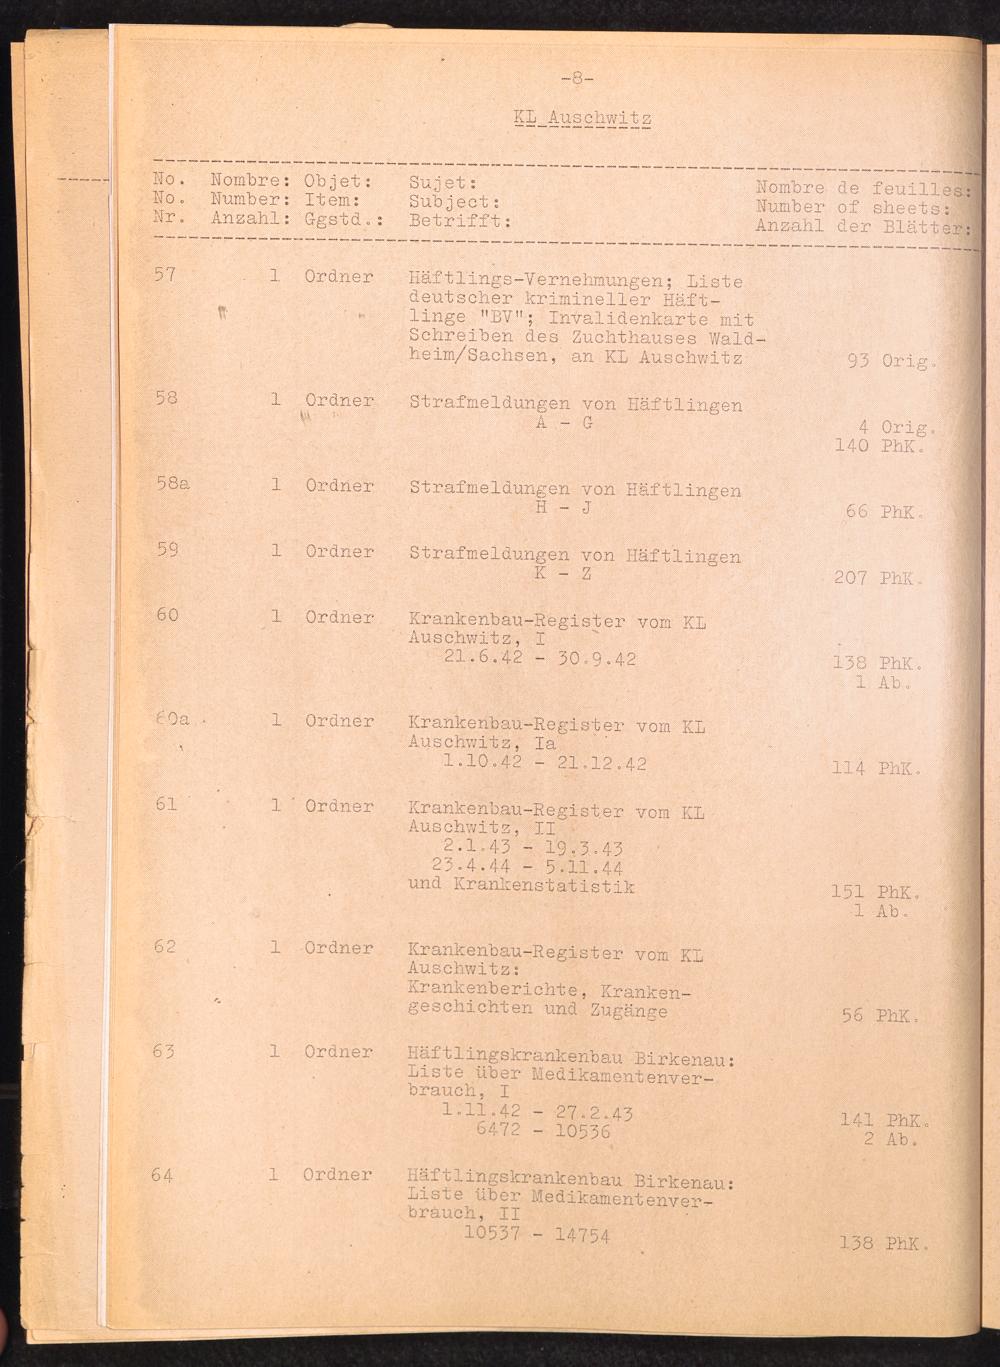 -8-
KL Auschwitz
No. Nombre: Objet: Sujet: Nombre de feuilles:
No. Number: Item: Subject: Number of sheets:
Nr. Anzahl: Ggstd.: Betrifft: Anzahl der Blätter:
57 1 Ordner Häftlings-Vernehmungen; Liste
deutscher krimineller Häft-
linge "BV"; Invalidenkarte mit
Schreiben des Zuchthauses Wald-
heim/Sachsen, an KL Auschwitz 93 Orig.
58 1 Ordner Strafmeldungen von Häftlingen
A - G 4 Orig.
140 PhK.
58a 1 Ordner Strafmeldungen von Häftlingen
H - J 66 PhK.
59 1 Ordner Strafmeldungen von Häftlingen
K - Z 207 PhK.
60 1 Ordner Krankenbau-Register vom KL
Auschwitz, I
21.6.42 - 30.9.42 138 PhK.
1 Ab.
60a 1 Ordner Krankenbau-Register vom KL
Auschwitz, Ia
1.10.42 - 21.12.42 114 PhK.
61 1 Ordner Krankenbau-Register vom KL
Auschwitz, II
2.1.43 - 19.3.43
23.4.44 - 5.11.44
und Krankenstatistik 151 PhK.
1 Ab.
62 1 Ordner Krankenbau-Register vom KL
Auschwitz:
Krankenberichte, Kranken-
geschichten und Zugänge 56 PhK.
63 1 Ordner Häftlingskrankenbau Birkenau:
Liste über Medikamentenver-
brauch, I
1.11.42 - 27.2.43 141 PhK.
6472 - 10536 2 Ab.
64 1 Ordner Häftlingskrankenbau Birkenau:
Liste über Medikamentenver-
brauch, II
10537 - 14754 138 PhK.